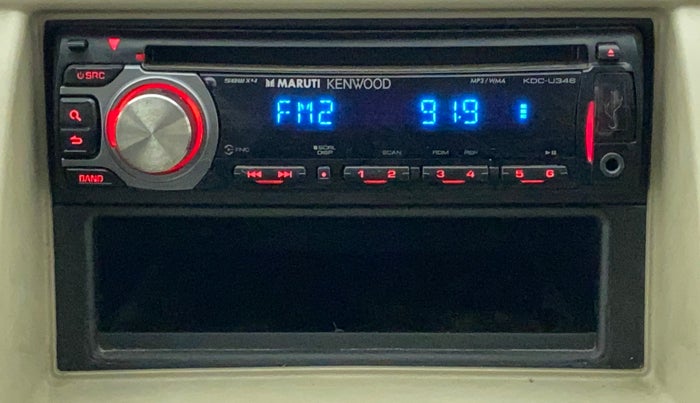 SRC
50W X4 MARUTI KENWOOD MP3/WMA KDC-U346
FM2 91.9
FNC SCRL DISP SCAN RDM REP
BAND 1 2 3 4 5 6